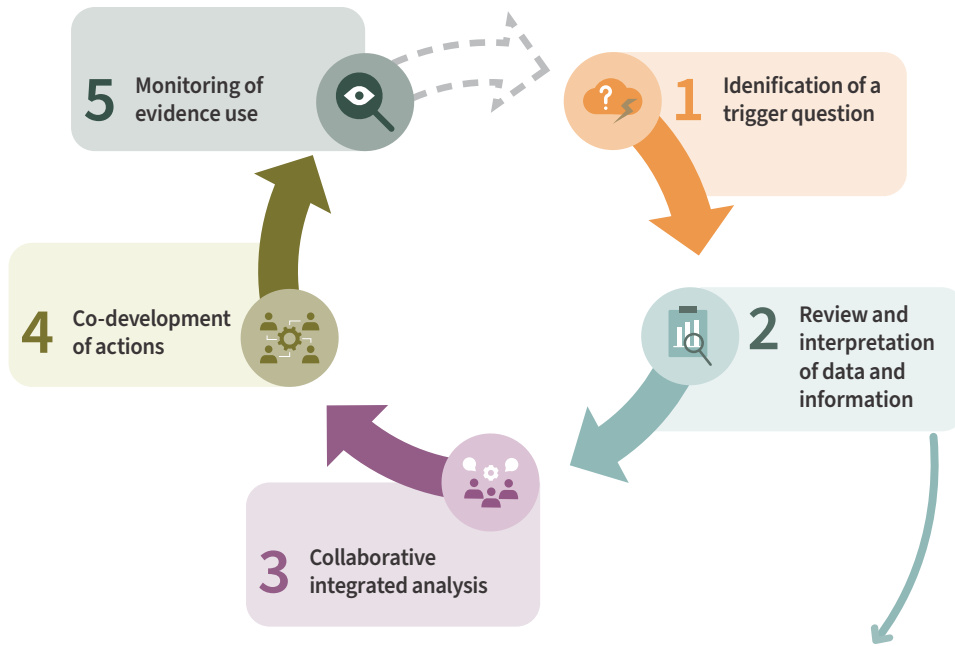 1 Idenification of a
trigger question
2 Review and
interpretation
of data and
information
3 Collaborative
integrated analysis
4 Co-development
of actions
5 Monitoring of
evidence use
?